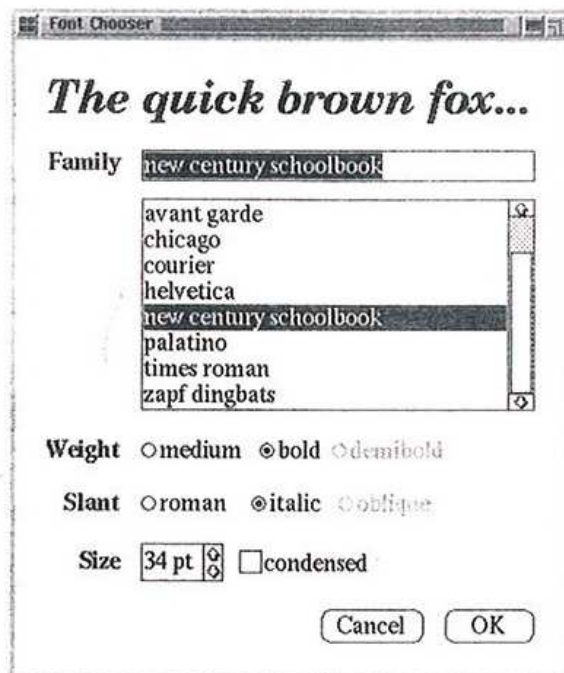 Font Chooser
The quick brown fox...
Family new century schoolbook
avant garde
chicago
courier
helvetica
new century schoolbook
palatino
times roman
zapf dingbats
Weight medium bold demibold
Slant roman italic oblique
Size 34 pt condensed
Cancel OK